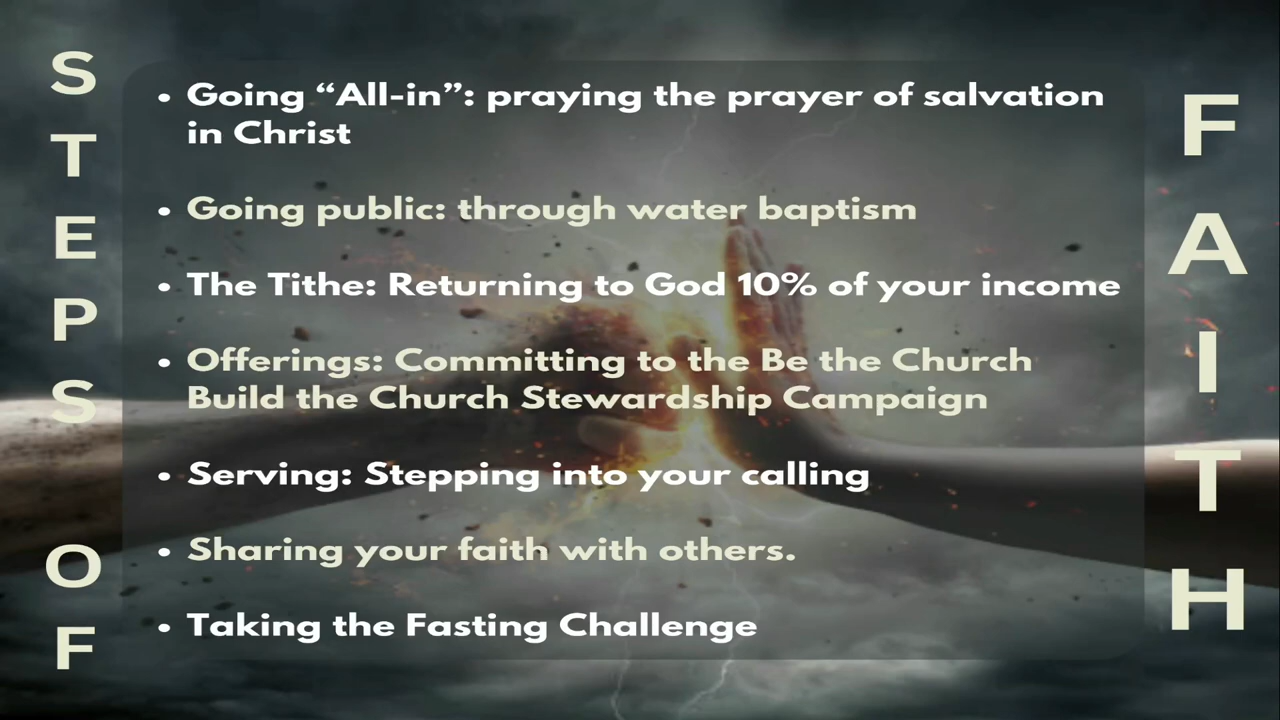 STEPS OF
• Going “All-in”: praying the prayer of salvation
in Christ
• Going public: through water baptism
• The Tithe: Returning to God 10% of your income
• Offerings: Committing to the Be the Church
Build the Church Stewardship Campaign
• Serving: Stepping into your calling
• Sharing your faith with others.
• Taking the Fasting Challenge
FAITH